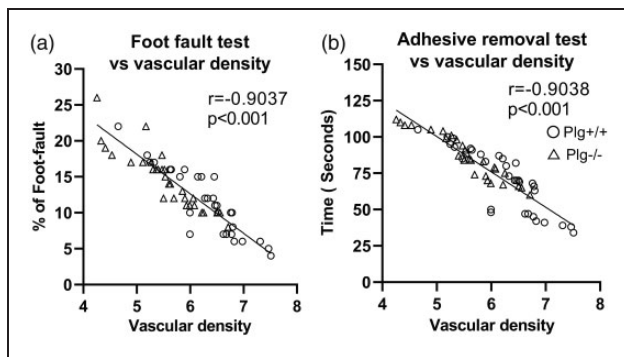 (a)
Foot fault test
vs vascular density
r=-0.9037
p<0.001
% of Foot-fault
30
25
20
15
10
5
0
4 5 6 7 8
Vascular density
(b)
Adhesive removal test
vs vascular density
r=-0.9038
p<0.001
Plg+/+
Plg-/-
Time ( Seconds)
150
125
100
75
50
25
0
4 5 6 7 8
Vascular density